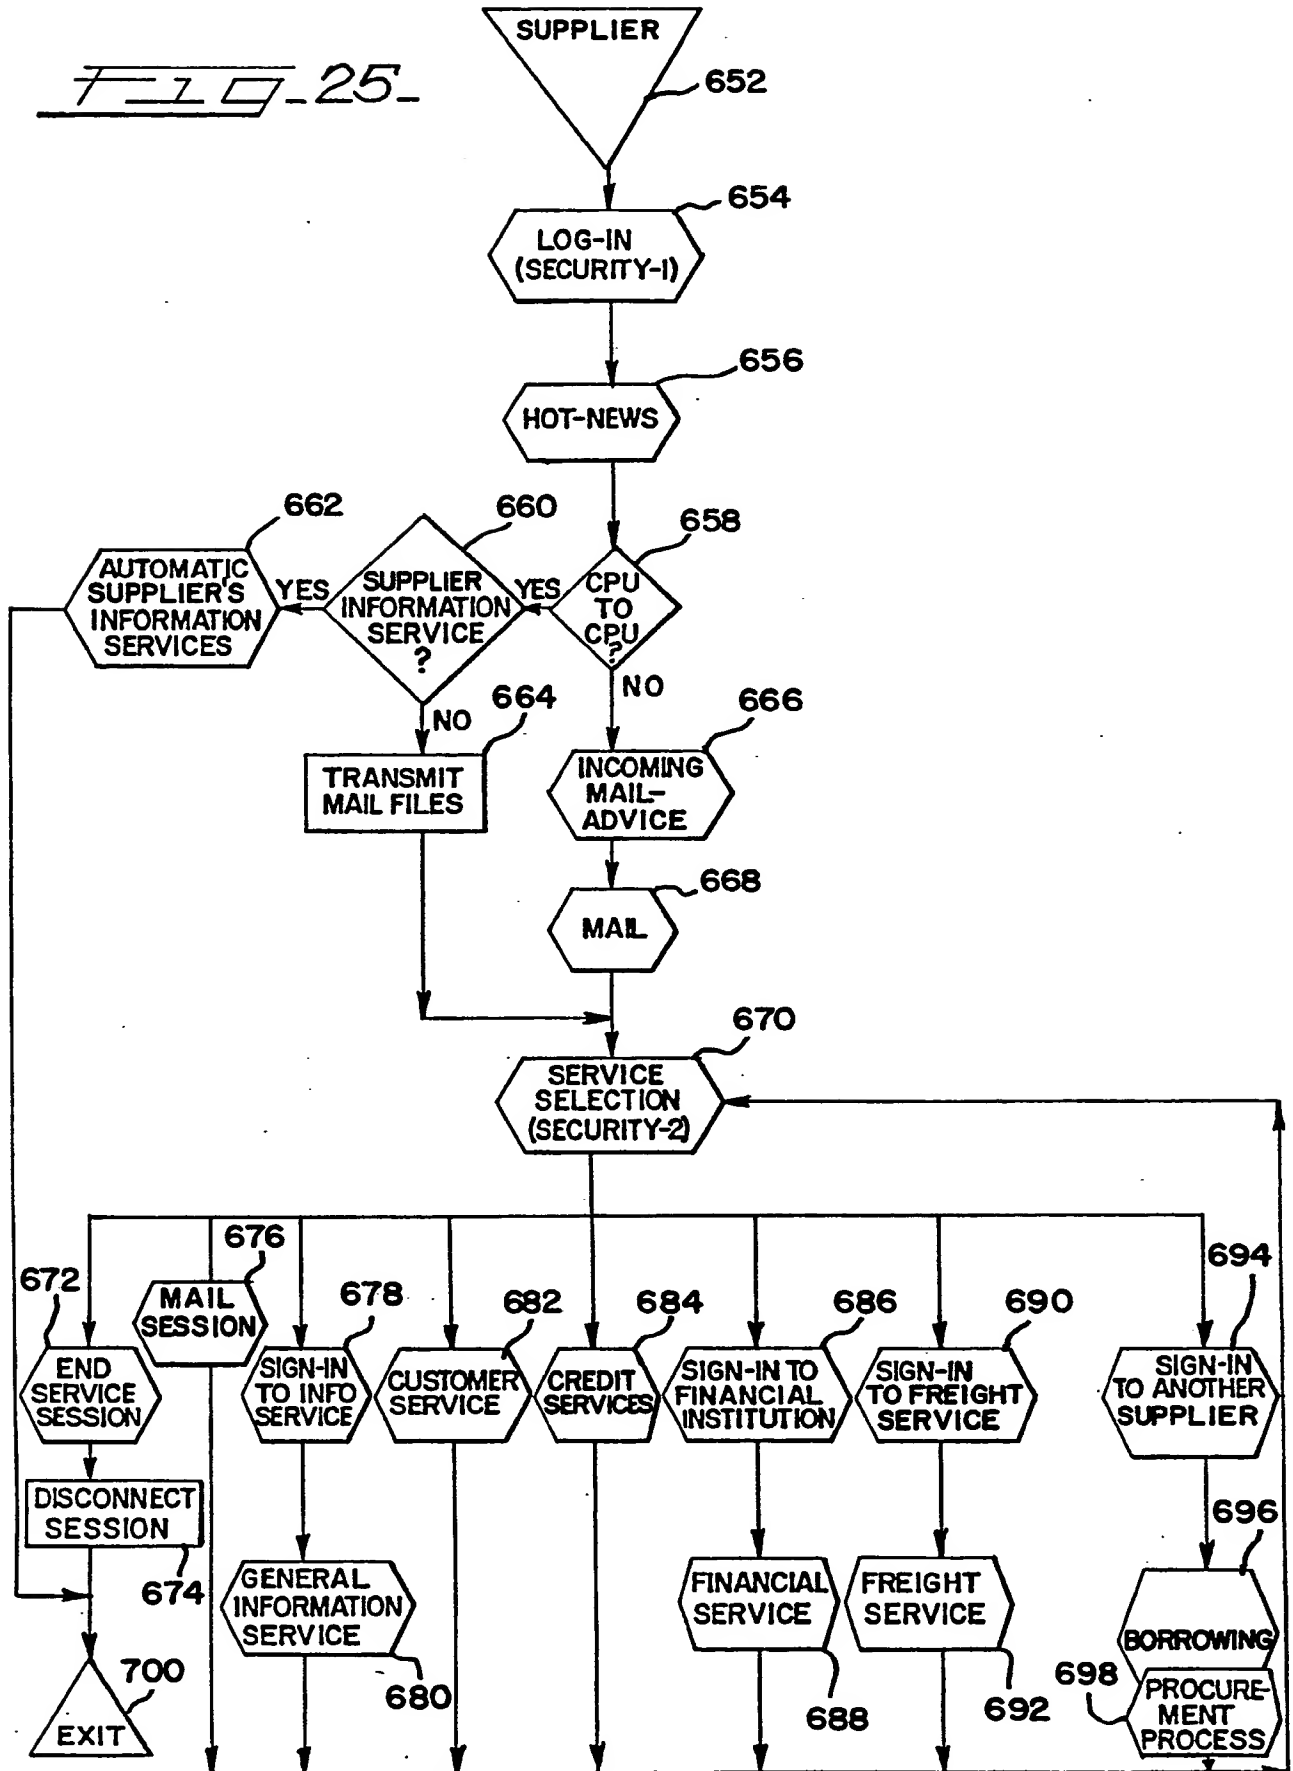 SUPPLIER
Fig. 25.
652
654
LOG-IN
(SECURITY-1)
656
HOT-NEWS
662
660
658
AUTOMATIC
SUPPLIER'S
INFORMATION
SERVICES
YES
SUPPLIER
INFORMATION
SERVICE
?
YES
CPU
TO
CPU
?
NO
664
NO
666
TRANSMIT
MAIL FILES
INCOMING
MAIL-
ADVICE
668
MAIL
670
SERVICE
SELECTION
(SECURITY-2)
676
694
672
MAIL
SESSION
678
682
684
686
690
END
SERVICE
SESSION
SIGN-IN
TO INFO
SERVICE
CUSTOMER
SERVICE
CREDIT
SERVICES
SIGN-IN TO
FINANCIAL
INSTITUTION
SIGN-IN
TO FREIGHT
SERVICE
SIGN-IN
TO ANOTHER
SUPPLIER
DISCONNECT
SESSION
696
674
GENERAL
INFORMATION
SERVICE
FINANCIAL
SERVICE
FREIGHT
SERVICE
BORROWING
700
680
688
692
698
EXIT
PROCURE-
MENT
PROCESS